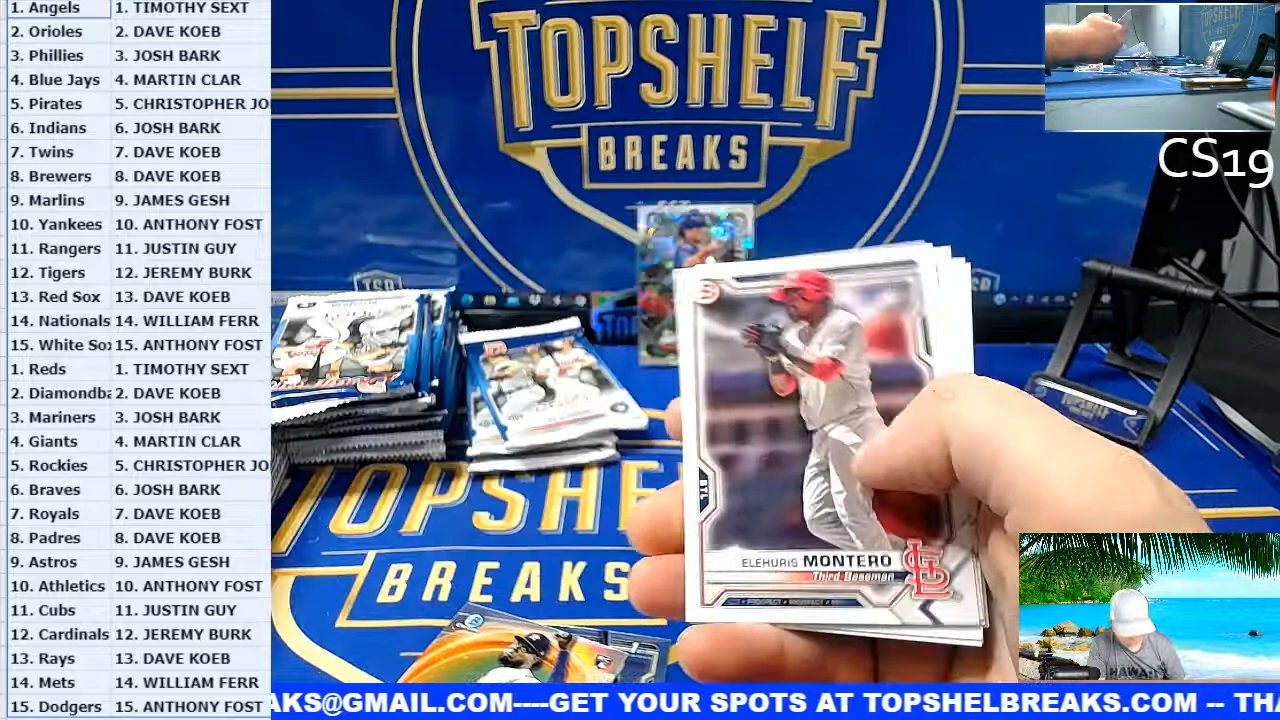 1. Angels 1. TIMOTHY SEXT
2. Orioles 2. DAVE KOEB
3. Phillies 3. JOSH BARK
4. Blue Jays 4. MARTIN CLAR
5. Pirates 5. CHRISTOPHER JO
6. Indians 6. JOSH BARK
7. Twins 7. DAVE KOEB
8. Brewers 8. DAVE KOEB
9. Marlins 9. JAMES GESH
10. Yankees 10. ANTHONY FOST
11. Rangers 11. JUSTIN GUY
12. Tigers 12. JEREMY BURK
13. Red Sox 13. DAVE KOEB
14. Nationals 14. WILLIAM FERR
15. White Sox 15. ANTHONY FOST
1. Reds 1. TIMOTHY SEXT
2. Diamondba 2. DAVE KOEB
3. Mariners 3. JOSH BARK
4. Giants 4. MARTIN CLAR
5. Rockies 5. CHRISTOPHER JO
6. Braves 6. JOSH BARK
7. Royals 7. DAVE KOEB
8. Padres 8. DAVE KOEB
9. Astros 9. JAMES GESH
10. Athletics 10. ANTHONY FOST
11. Cubs 11. JUSTIN GUY
12. Cardinals 12. JEREMY BURK
13. Rays 13. DAVE KOEB
14. Mets 14. WILLIAM FERR
15. Dodgers 15. ANTHONY FOST
TOPSHELF
BREAKS
CS19
TSB
ELEHURIS MONTERO
Third Baseman
STL
TOPSHE
BREAKS
HAWAII
AKS@GMAIL.COM----GET YOUR SPOTS AT TOPSHELBREAKS.COM -- THA